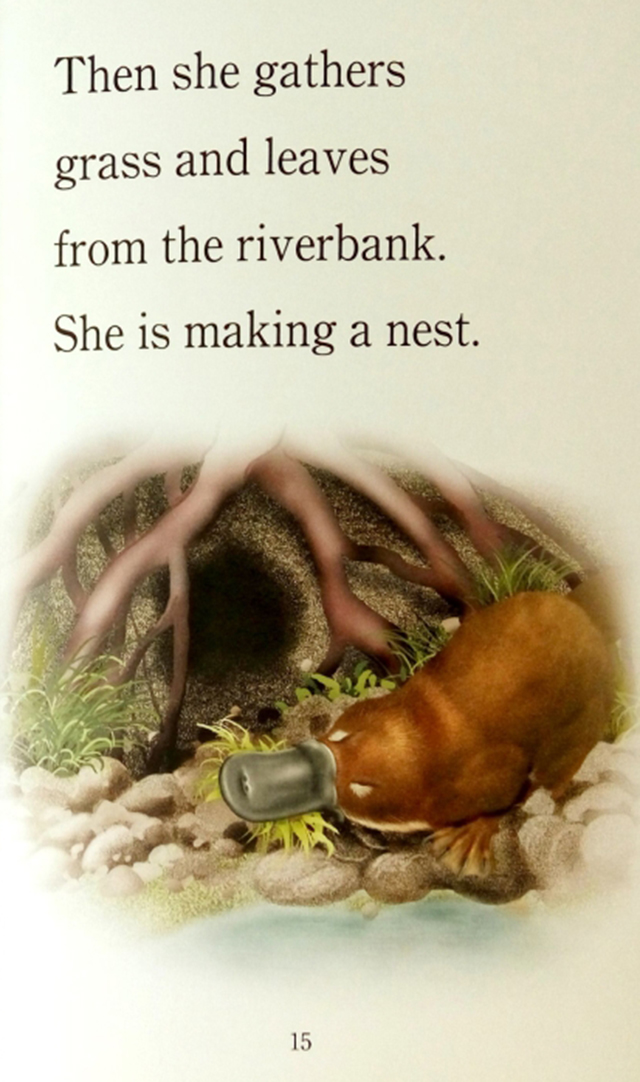 Then she gathers
grass and leaves
from the riverbank.
She is making a nest.
15